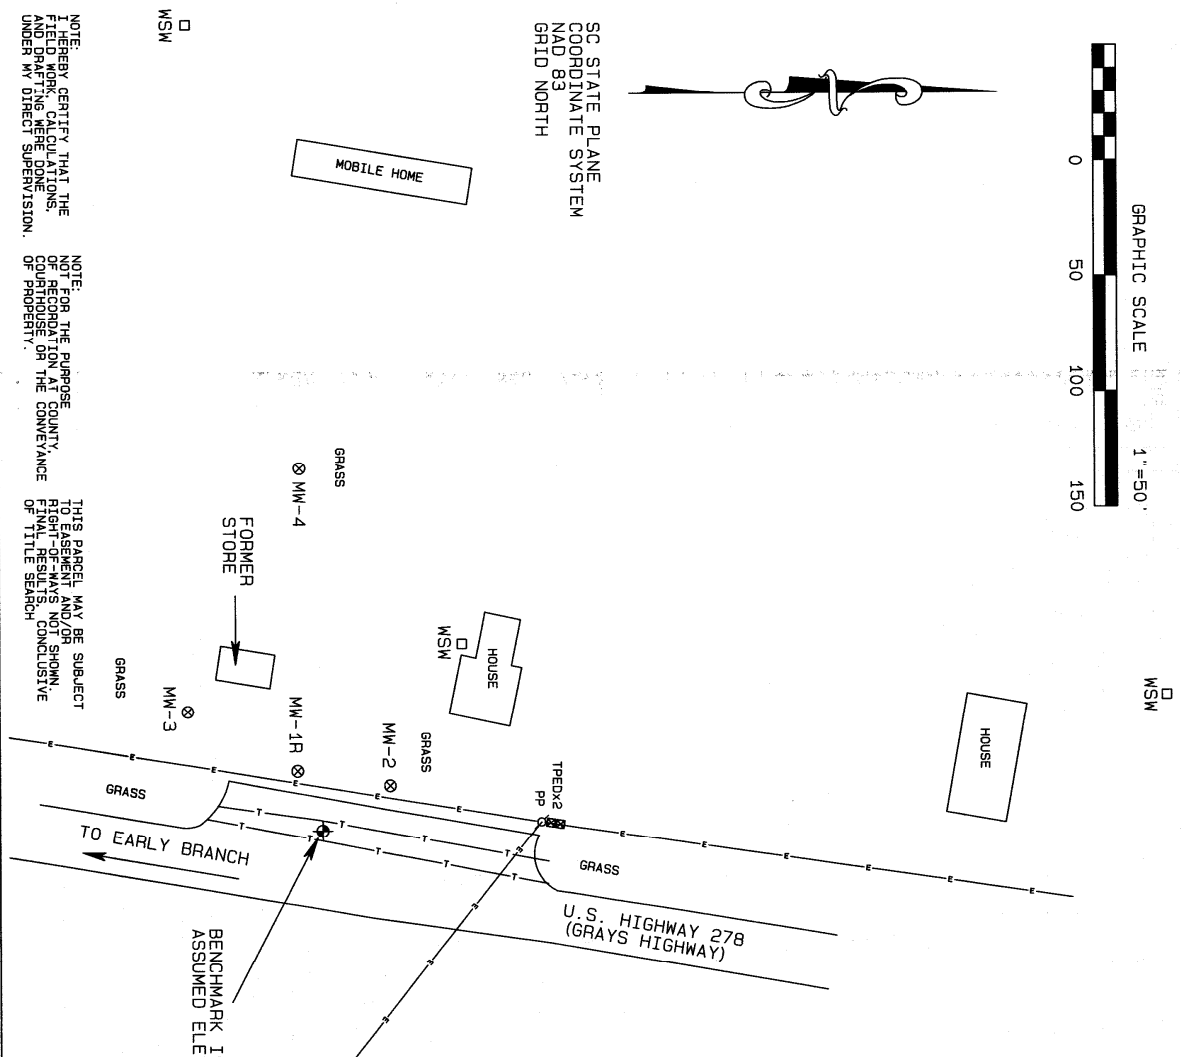 GRAPHIC SCALE    1"=50'
0    50    100    150
SC STATE PLANE
COORDINATE SYSTEM
NAD 83
GRID NORTH
WSW
MOBILE HOME
NOTE:
I HEREBY CERTIFY THAT THE
FIELD WORK, CALCULATIONS,
AND DRAFTING WERE DONE
UNDER MY DIRECT SUPERVISION.
NOTE:
NOT FOR THE PURPOSE
OF RECORDATION AT COUNTY,
COURTHOUSE OR THE CONVEYANCE
OF PROPERTY.
THIS PARCEL MAY BE SUBJECT
TO EASEMENT AND/OR
RIGHT-OF-WAYS NOT SHOWN.
FINAL RESULTS, CONCLUSIVE
OF TITLE SEARCH
GRASS
MW-4
FORMER
STORE
WSW
HOUSE
WSW
HOUSE
GRASS
MW-3
MW-1R
MW-2
GRASS
TPEDx2
PP
E E E E E E E E E E E E
GRASS
T T T T T T T T
GRASS
E E E E
TO EARLY BRANCH
U.S. HIGHWAY 278
(GRAYS HIGHWAY)
BENCHMARK I
ASSUMED ELE